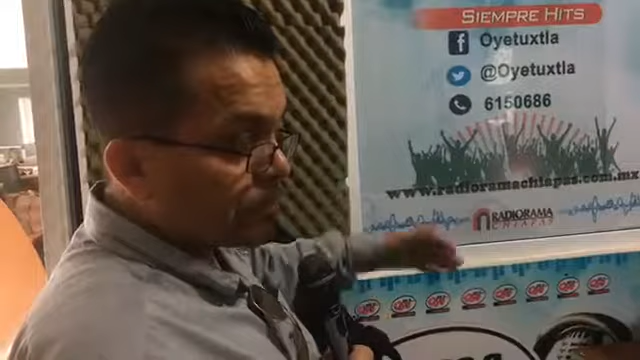 SIEMPRE HITS
Oyetuxtla
@Oyetuxtla
6150686
www.radioramachiapas.com.mx
RADIORAMA
CHIAPAS